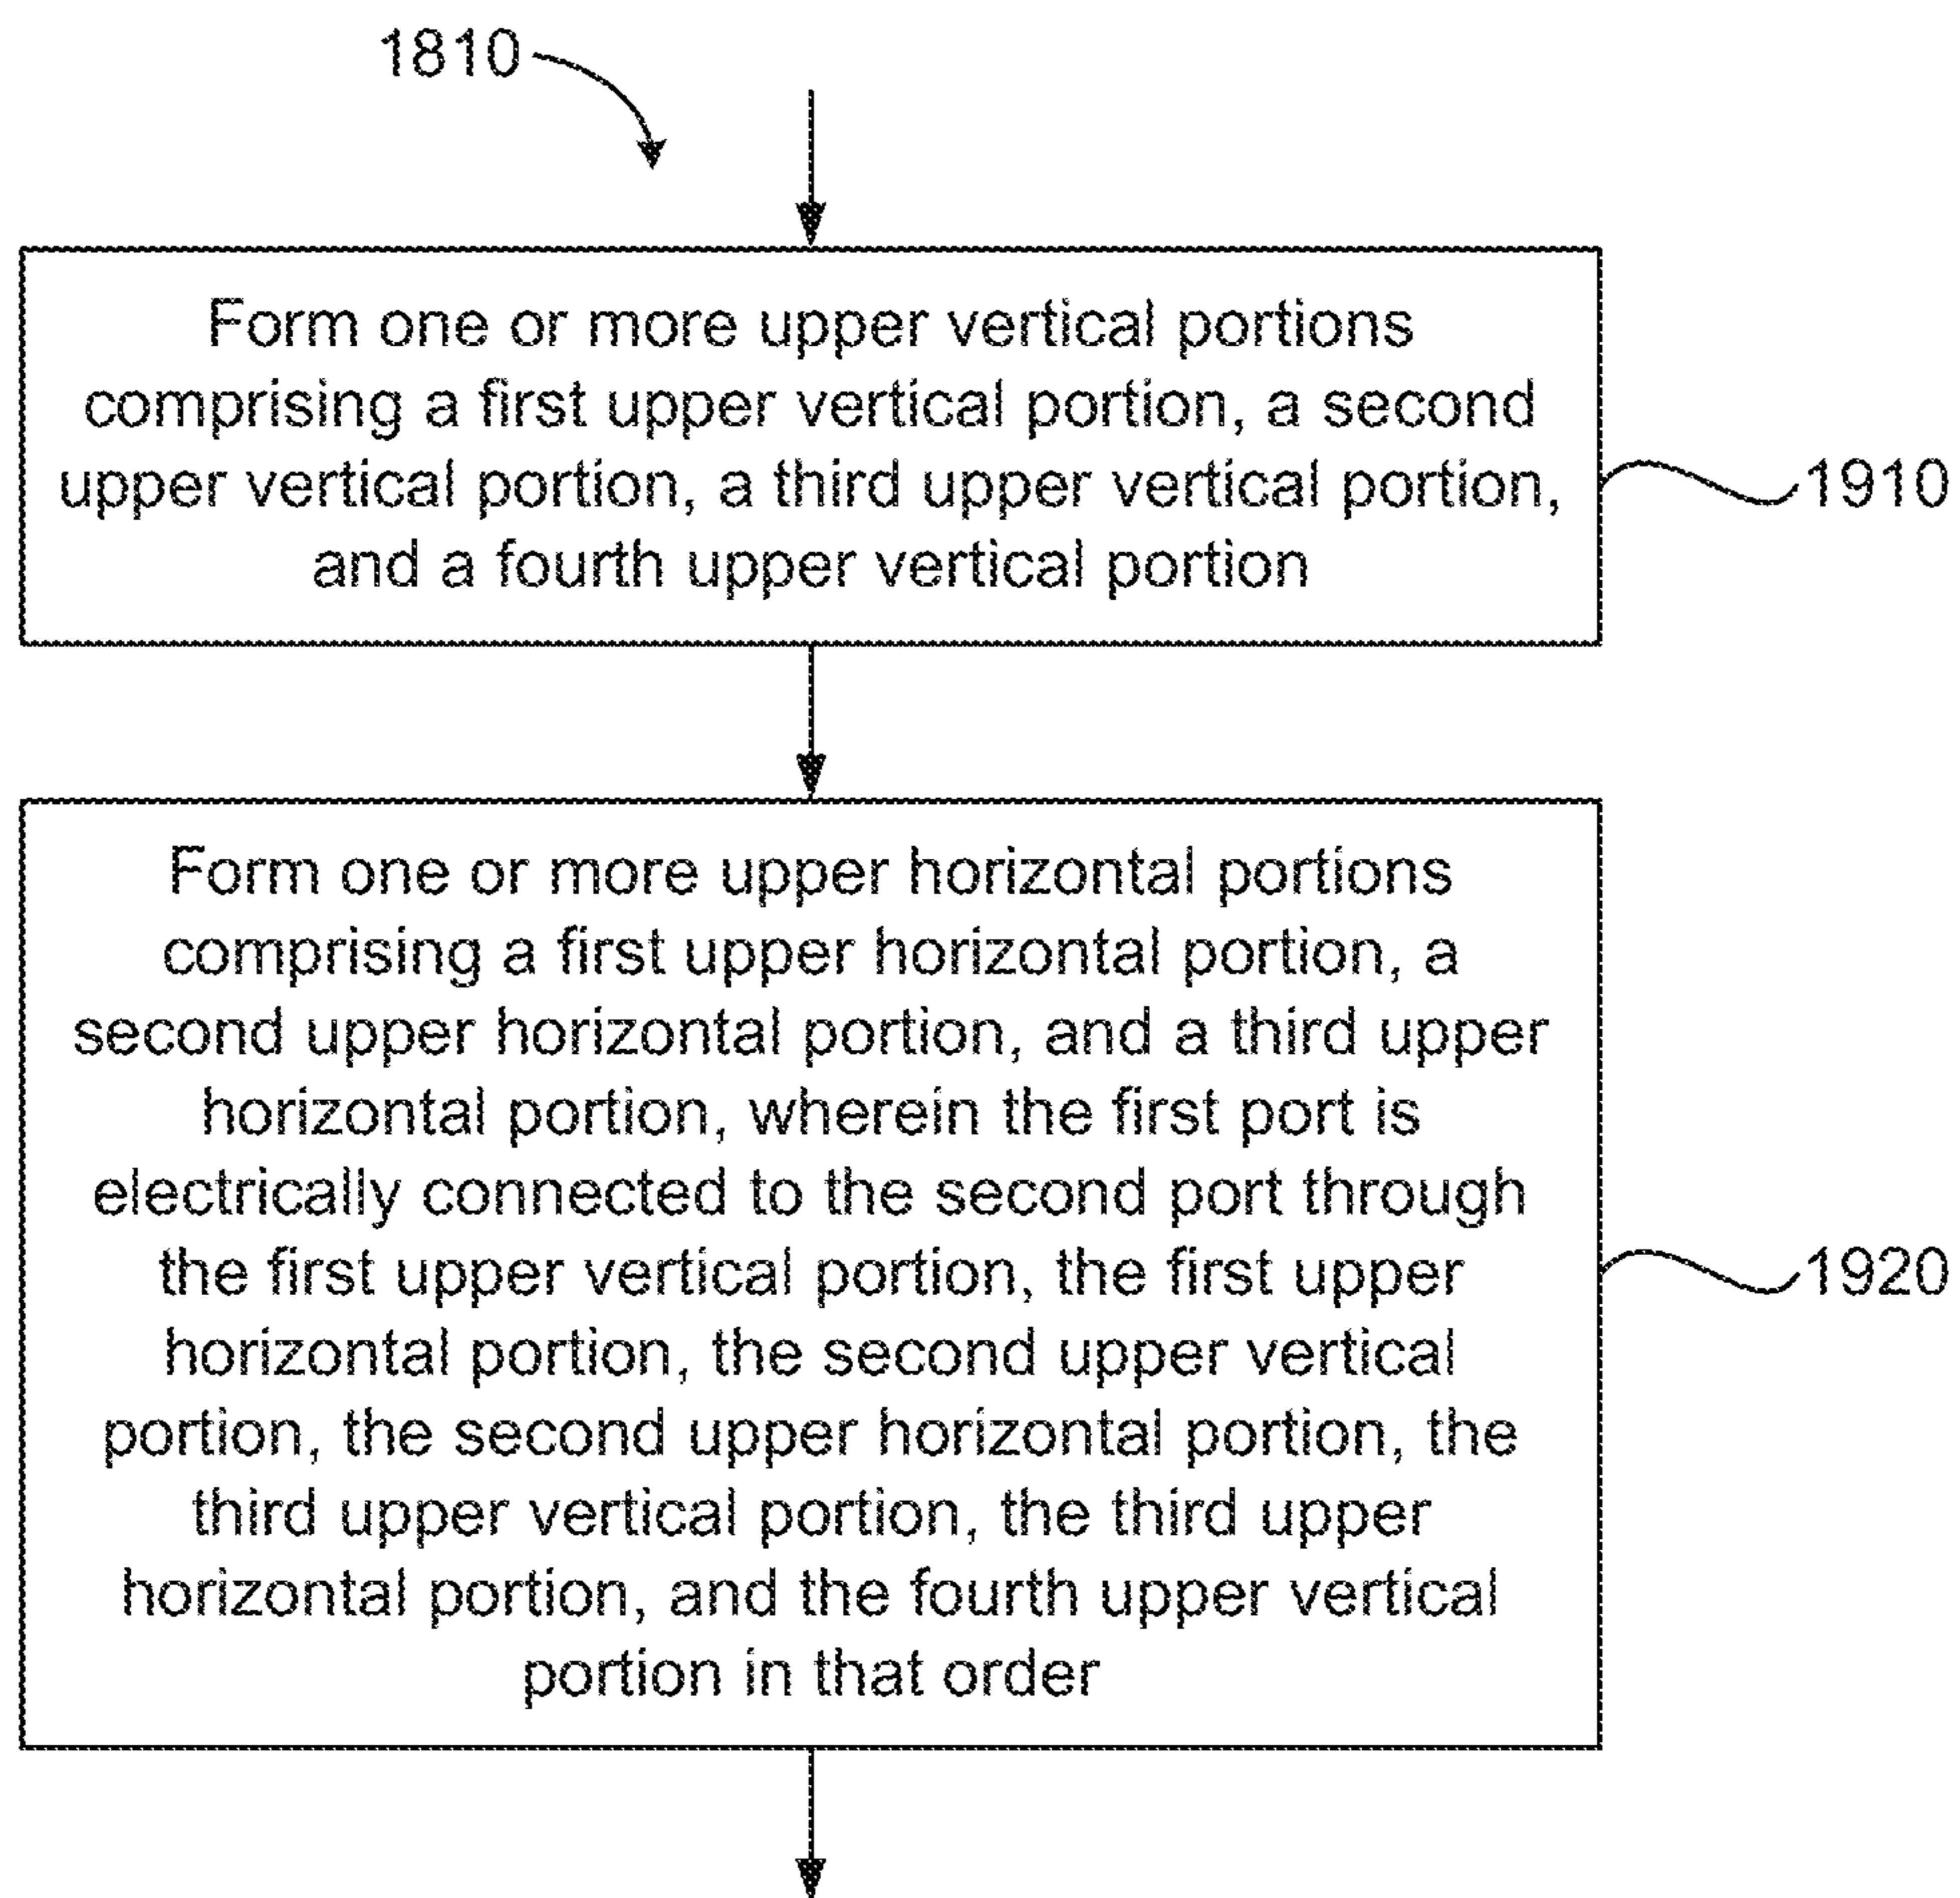 1810
Form one or more upper vertical portions
comprising a first upper vertical portion, a second
upper vertical portion, a third upper vertical portion,
and a fourth upper vertical portion
1910
Form one or more upper horizontal portions
comprising a first upper horizontal portion, a
second upper horizontal portion, and a third upper
horizontal portion, wherein the first port is
electrically connected to the second port through
the first upper vertical portion, the first upper
horizontal portion, the second upper vertical
portion, the second upper horizontal portion, the
third upper vertical portion, the third upper
horizontal portion, and the fourth upper vertical
portion in that order
1920